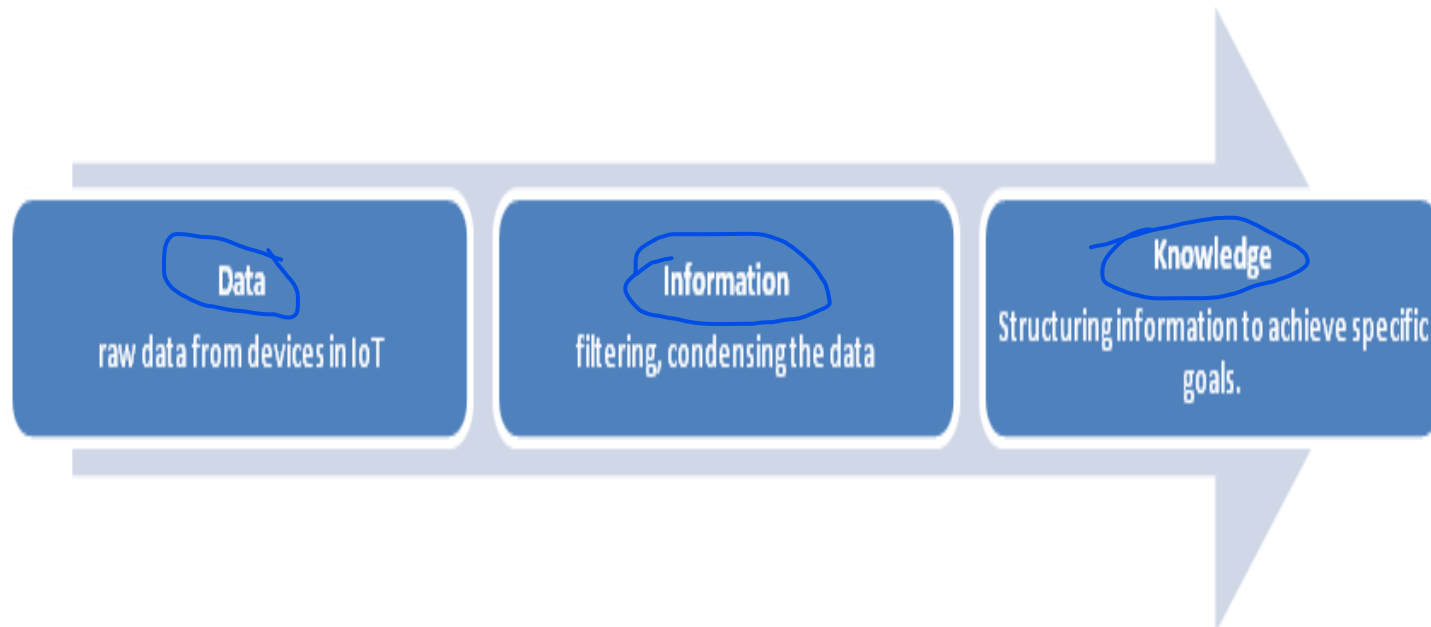 Data
raw data from devices in IoT
Information
filtering, condensing the data
Knowledge
Structuring information to achieve specific
goals.